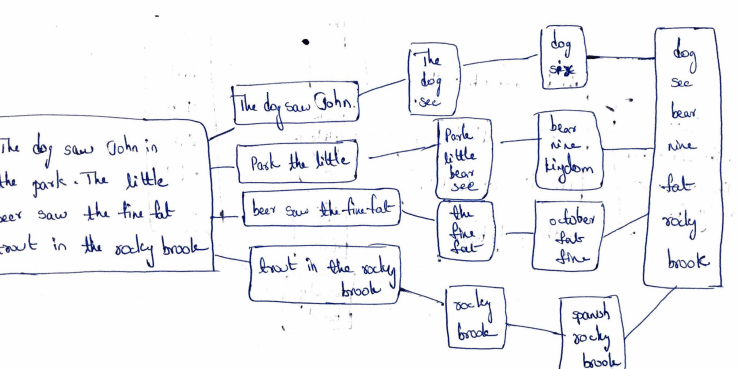 The dog saw John in
the park. The little
beer saw the fine fat
trout in the rocky brook
The dog saw John.
Park the little
beer saw the fine fat
trout in the rocky
brook
The
dog
see
Park
little
bear
see
the
fine
fat
rocky
brook
dog
six
bear
nine.
kingdom
october
fat
fine
spanish
rocky
brook
dog
see
bear
nine
fat
rocky
brook